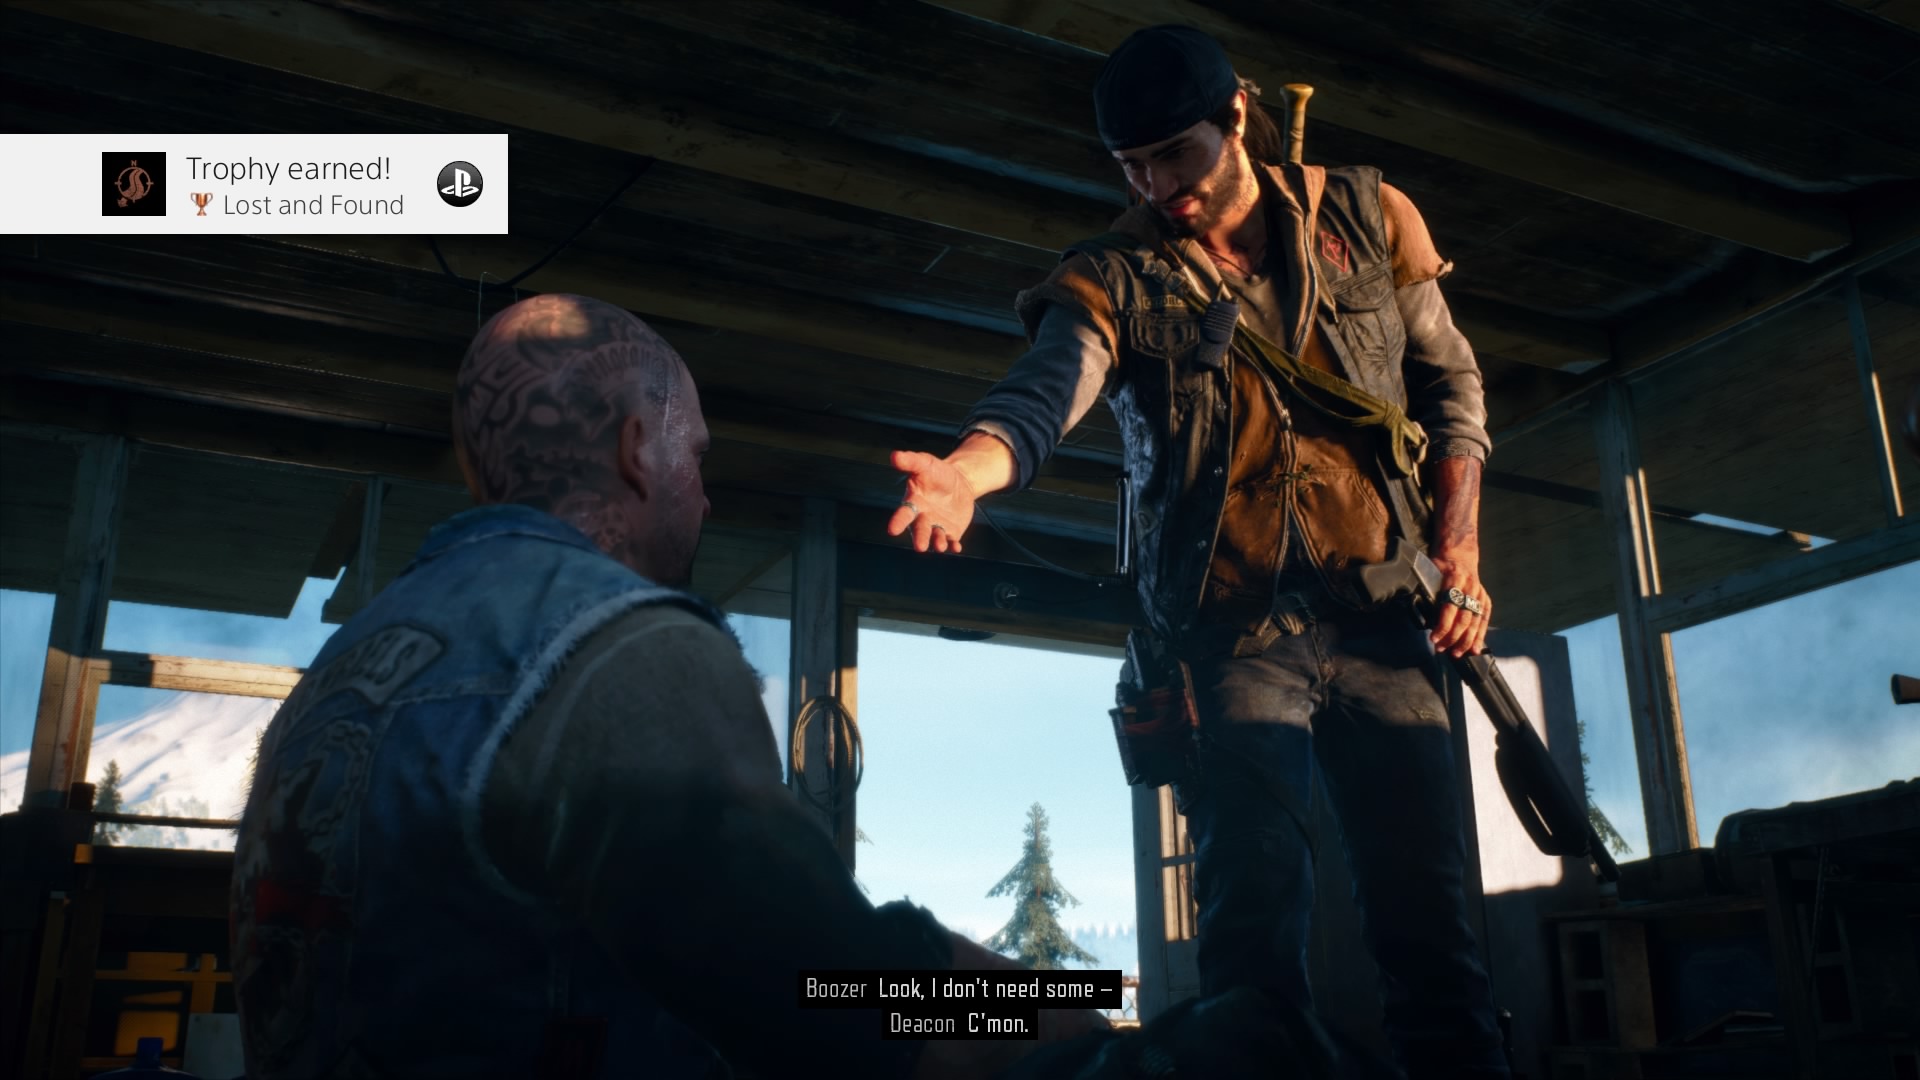 Trophy earned!
Lost and Found
Boozer Look, I don't need some –
Deacon C'mon.